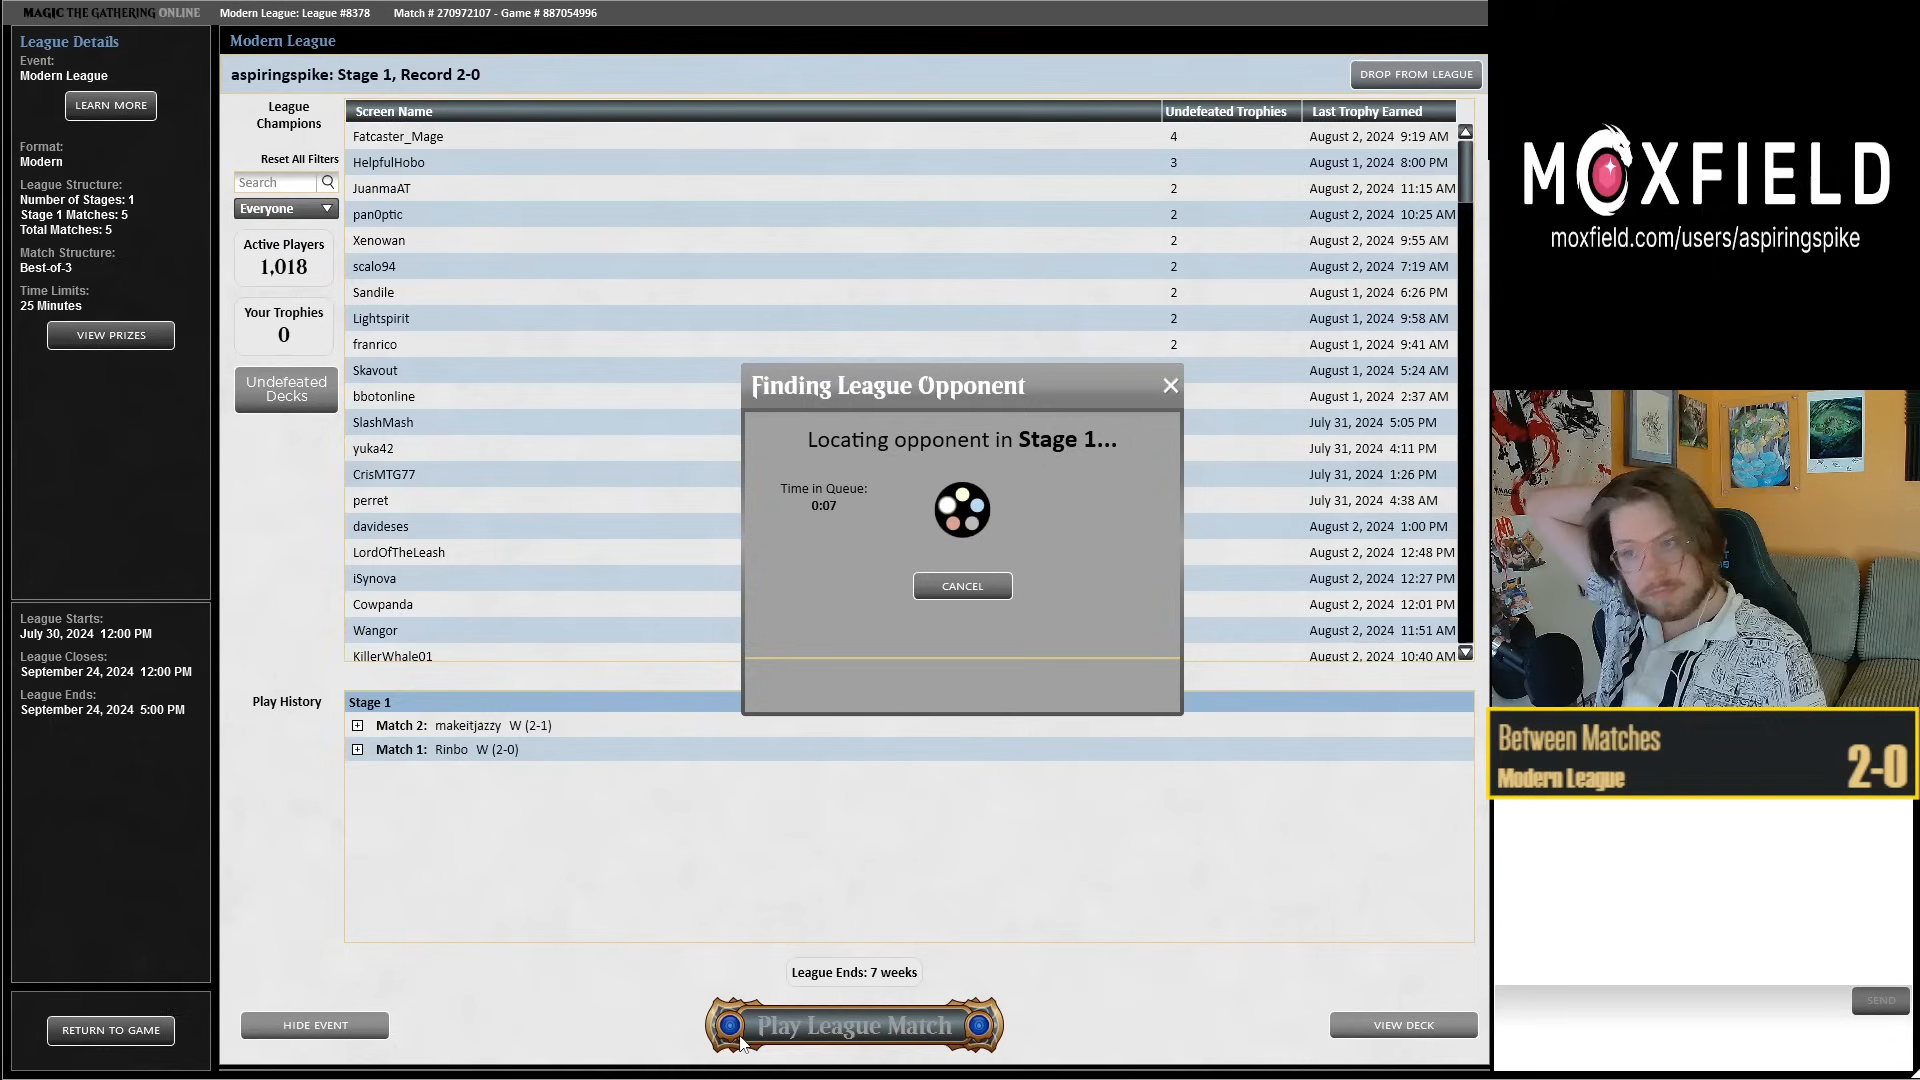 MAGIC THE GATHERING ONLINE
Modern League: League #8378
Match # 270972107 - Game # 887054996
League Details
Event:
Modern League
LEARN MORE
Format:
Modern
League Structure:
Number of Stages: 1
Stage 1 Matches: 5
Total Matches: 5
Match Structure:
Best-of-3
Time Limits:
25 Minutes
VIEW PRIZES
League Starts:
July 30, 2024 12:00 PM
League Closes:
September 24, 2024 12:00 PM
League Ends:
September 24, 2024 5:00 PM
RETURN TO GAME
Modern League
aspiringspike: Stage 1, Record 2-0
DROP FROM LEAGUE
League
Champions
Reset All Filters
Search
Everyone
Active Players
1,018
Your Trophies
0
Undefeated
Decks
Screen Name Undefeated Trophies Last Trophy Earned
Fatcaster_Mage 4 August 2, 2024 9:19 AM
HelpfulHobo 3 August 1, 2024 8:00 PM
JuanmaAT 2 August 2, 2024 11:15 AM
pan0ptic 2 August 2, 2024 10:25 AM
Xenowan 2 August 2, 2024 9:55 AM
scalo94 2 August 2, 2024 7:19 AM
Sandile 2 August 1, 2024 6:26 PM
Lightspirit 2 August 1, 2024 9:58 AM
franrico 2 August 1, 2024 9:41 AM
Skavout August 1, 2024 5:24 AM
bbotonline August 1, 2024 2:37 AM
SlashMash July 31, 2024 5:05 PM
yuka42 July 31, 2024 4:11 PM
CrisMTG77 July 31, 2024 1:26 PM
perret July 31, 2024 4:38 AM
davideses August 2, 2024 1:00 PM
LordOfTheLeash August 2, 2024 12:48 PM
iSynova August 2, 2024 12:27 PM
Cowpanda August 2, 2024 12:01 PM
Wangor August 2, 2024 11:51 AM
KillerWhale01 August 2, 2024 10:40 AM
Finding League Opponent
Locating opponent in Stage 1...
Time in Queue:
0:07
CANCEL
Play History
Stage 1
Match 2: makeitjazzy W (2-1)
Match 1: Rinbo W (2-0)
League Ends: 7 weeks
HIDE EVENT
Play League Match
VIEW DECK
MOXFIELD
moxfield.com/users/aspiringspike
Between Matches
Modern League
2-0
SEND